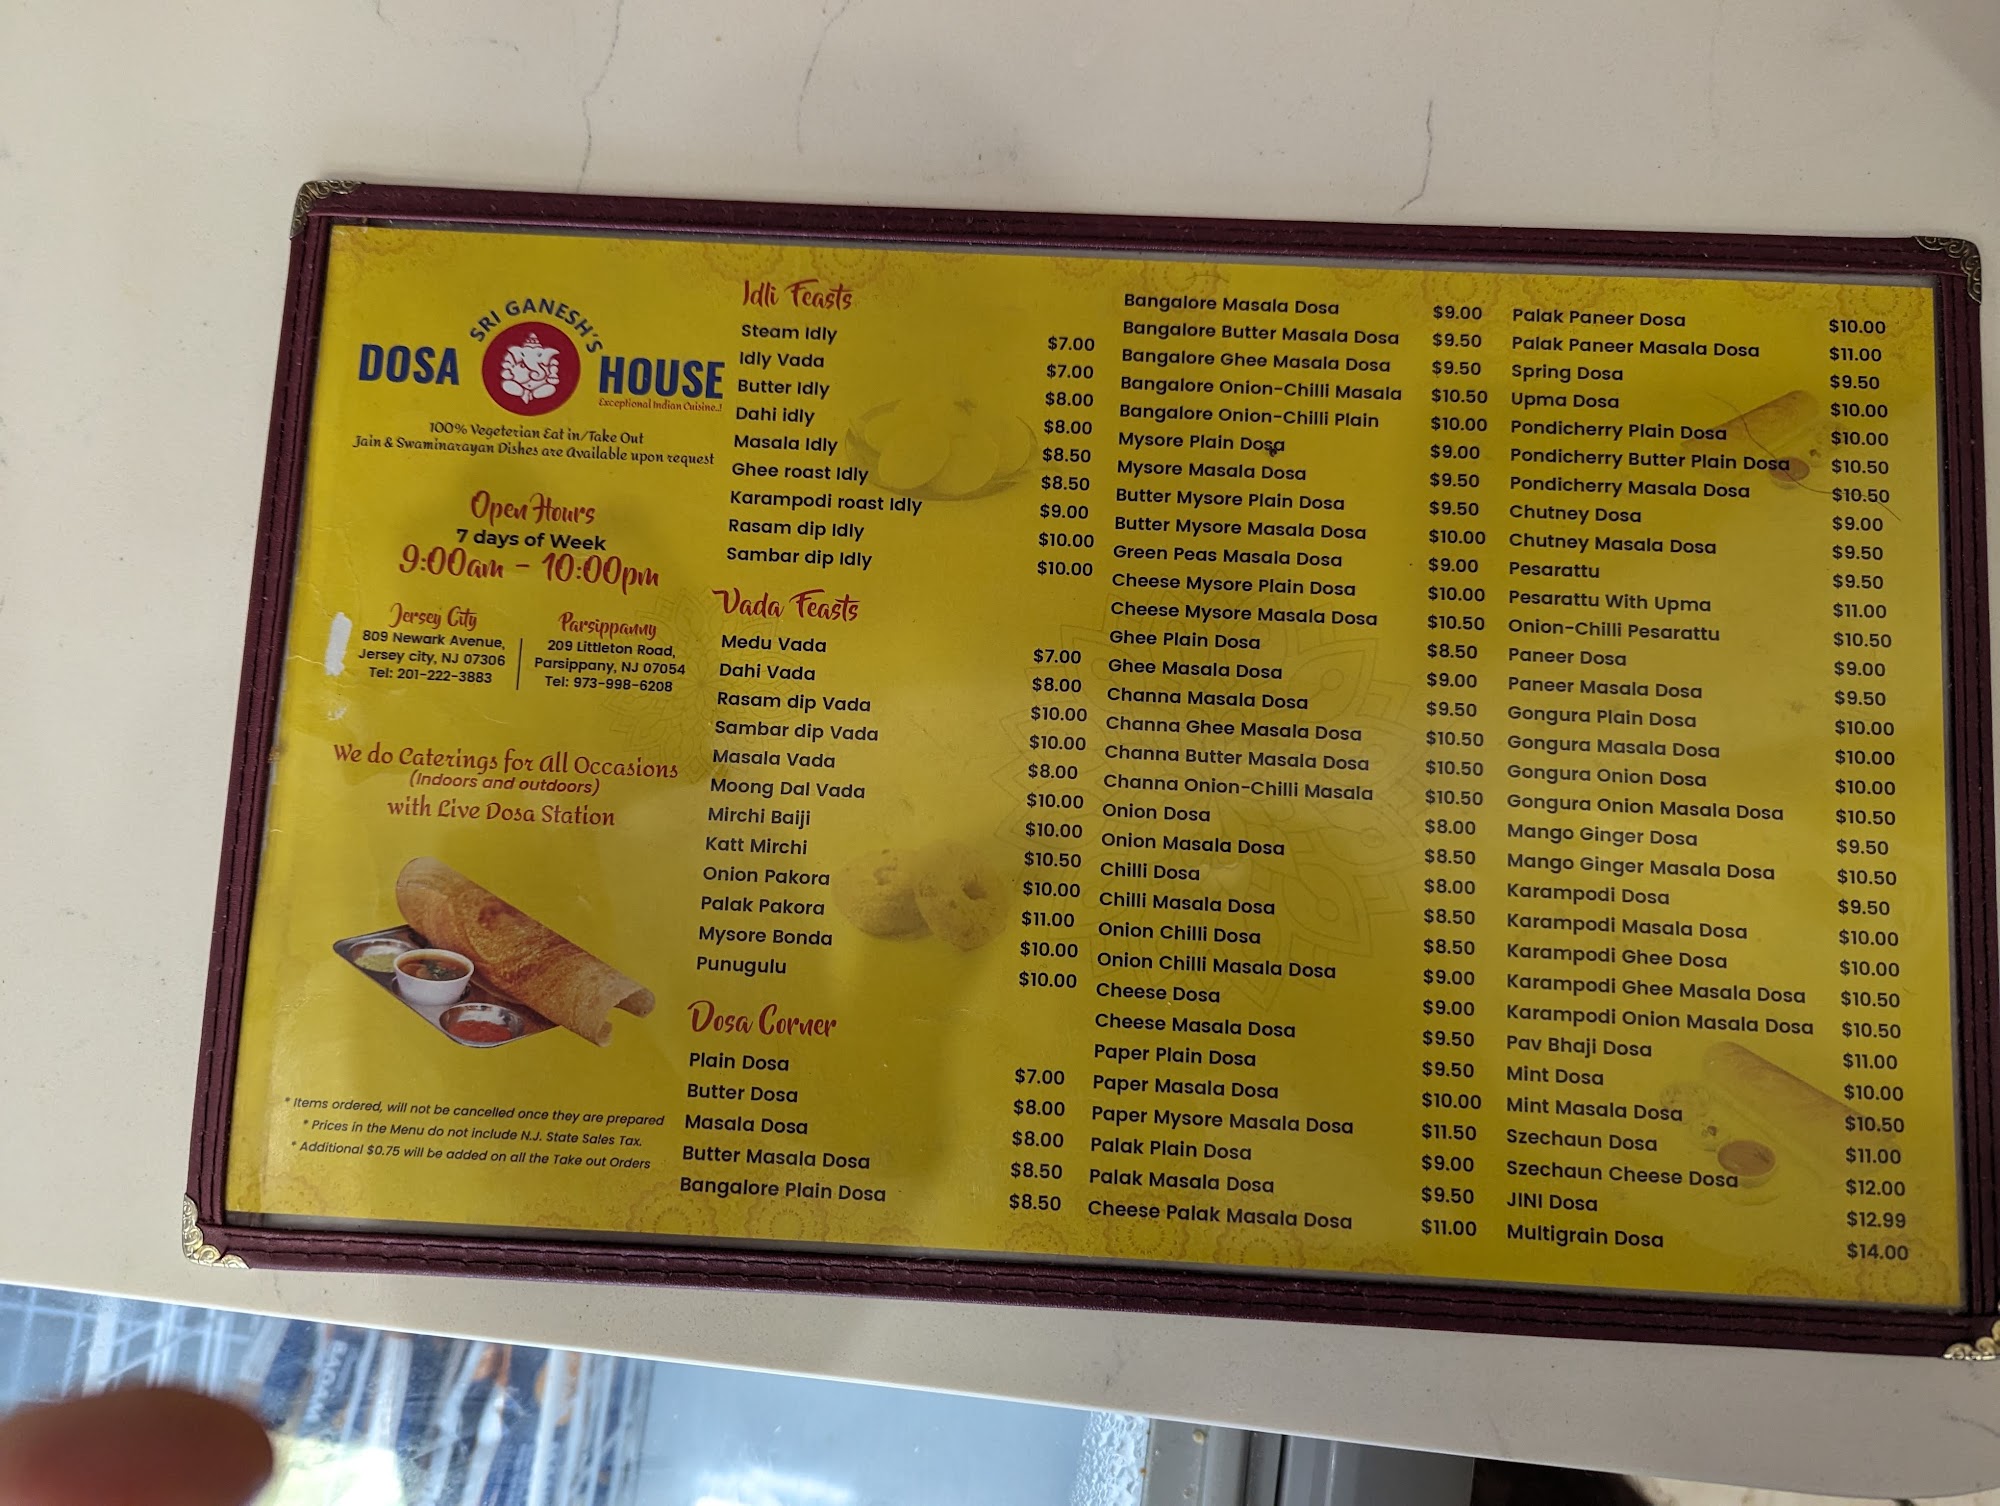 SRI GANESH'S
DOSA HOUSE
Exceptional Indian Cuisine..!
100% Vegeterian Eat in/Take Out
Jain & Swaminarayan Dishes are Available upon request
Open Hours
7 days of Week
9:00am - 10:00pm
Jersey City
809 Newark Avenue,
Jersey city, NJ 07306
Tel: 201-222-3883
Parsippanny
209 Littleton Road,
Parsippany, NJ 07054
Tel: 973-998-6208
We do Caterings for All Occasions
(Indoors and outdoors)
with Live Dosa Station
* Items ordered, will not be cancelled once they are prepared
* Prices in the Menu do not include N.J. State Sales Tax.
* Additional $0.75 will be added on all the Take out Orders
Idli Feasts
Steam Idly $7.00
Idly Vada $7.00
Butter Idly $8.00
Dahi idly $8.00
Masala Idly $8.50
Ghee roast Idly $8.50
Karampodi roast Idly $9.00
Rasam dip Idly $10.00
Sambar dip Idly $10.00
Vada Feasts
Medu Vada $7.00
Dahi Vada $8.00
Rasam dip Vada $10.00
Sambar dip Vada $10.00
Masala Vada $8.00
Moong Dal Vada $10.00
Mirchi Baiji $10.00
Katt Mirchi $10.50
Onion Pakora $10.00
Palak Pakora $11.00
Mysore Bonda $10.00
Punugulu $10.00
Dosa Corner
Plain Dosa $7.00
Butter Dosa $8.00
Masala Dosa $8.00
Butter Masala Dosa $8.50
Bangalore Plain Dosa $8.50
Bangalore Masala Dosa $9.00
Bangalore Butter Masala Dosa $9.50
Bangalore Ghee Masala Dosa $9.50
Bangalore Onion-Chilli Masala $10.50
Bangalore Onion-Chilli Plain $10.00
Mysore Plain Dosa $9.00
Mysore Masala Dosa $9.50
Butter Mysore Plain Dosa $9.50
Butter Mysore Masala Dosa $10.00
Green Peas Masala Dosa $9.00
Cheese Mysore Plain Dosa $10.00
Cheese Mysore Masala Dosa $10.50
Ghee Plain Dosa $8.50
Ghee Masala Dosa $9.00
Channa Masala Dosa $9.50
Channa Ghee Masala Dosa $10.50
Channa Butter Masala Dosa $10.50
Channa Onion-Chilli Masala $10.50
Onion Dosa $8.00
Onion Masala Dosa $8.50
Chilli Dosa $8.00
Chilli Masala Dosa $8.50
Onion Chilli Dosa $8.50
Onion Chilli Masala Dosa $9.00
Cheese Dosa $9.00
Cheese Masala Dosa $9.50
Paper Plain Dosa $9.50
Paper Masala Dosa $10.00
Paper Mysore Masala Dosa $11.50
Palak Plain Dosa $9.00
Palak Masala Dosa $9.50
Cheese Palak Masala Dosa $11.00
Palak Paneer Dosa $10.00
Palak Paneer Masala Dosa $11.00
Spring Dosa $9.50
Upma Dosa $10.00
Pondicherry Plain Dosa $10.00
Pondicherry Butter Plain Dosa $10.50
Pondicherry Masala Dosa $10.50
Chutney Dosa $9.00
Chutney Masala Dosa $9.50
Pesarattu $9.50
Pesarattu With Upma $11.00
Onion-Chilli Pesarattu $10.50
Paneer Dosa $9.00
Paneer Masala Dosa $9.50
Gongura Plain Dosa $10.00
Gongura Masala Dosa $10.00
Gongura Onion Dosa $10.00
Gongura Onion Masala Dosa $10.50
Mango Ginger Dosa $9.50
Mango Ginger Masala Dosa $10.50
Karampodi Dosa $9.50
Karampodi Masala Dosa $10.00
Karampodi Ghee Dosa $10.00
Karampodi Ghee Masala Dosa $10.50
Karampodi Onion Masala Dosa $10.50
Pav Bhaji Dosa $11.00
Mint Dosa $10.00
Mint Masala Dosa $10.50
Szechaun Dosa $11.00
Szechaun Cheese Dosa $12.00
JINI Dosa $12.99
Multigrain Dosa $14.00